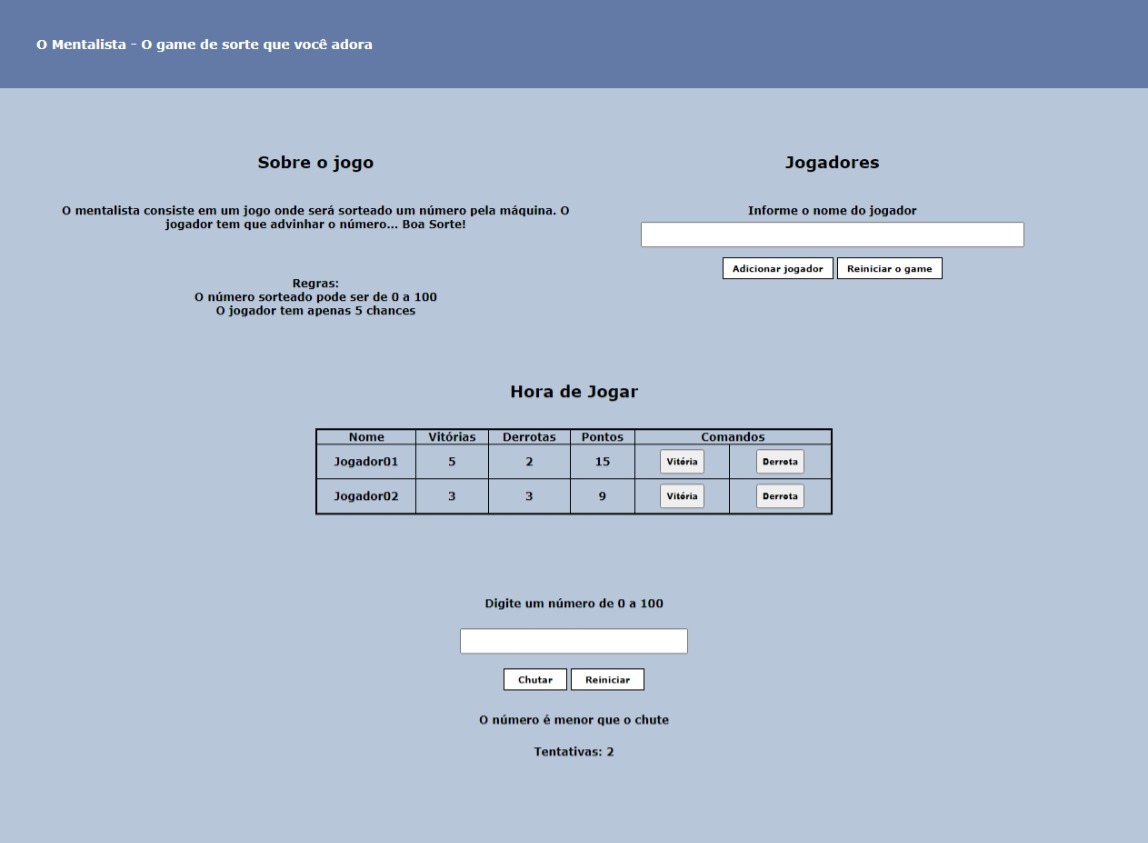 O Mentalista - O game de sorte que você adora
Sobre o jogo
O mentalista consiste em um jogo onde será sorteado um número pela máquina. O
jogador tem que advinhar o número... Boa Sorte!
Regras:
O número sorteado pode ser de 0 a 100
O jogador tem apenas 5 chances
Jogadores
Informe o nome do jogador
Adicionar jogador Reiniciar o game
Hora de Jogar
Nome Vitórias Derrotas Pontos Comandos
Jogador01 5 2 15 Vitória Derrota
Jogador02 3 3 9 Vitória Derrota
Digite um número de 0 a 100
Chutar Reiniciar
O número é menor que o chute
Tentativas: 2